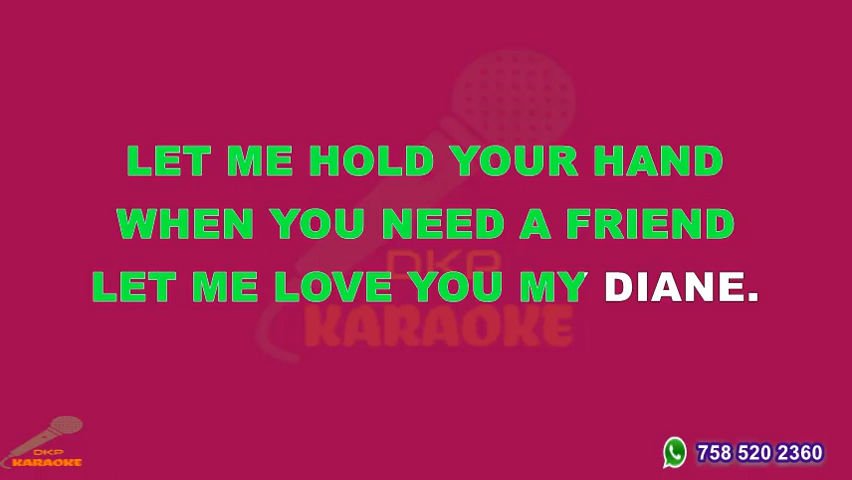 LET ME HOLD YOUR HAND
WHEN YOU NEED A FRIEND
LET ME LOVE YOU MY DIANE.
DKP
KARAOKE
DKP
KARAOKE
758 520 2360